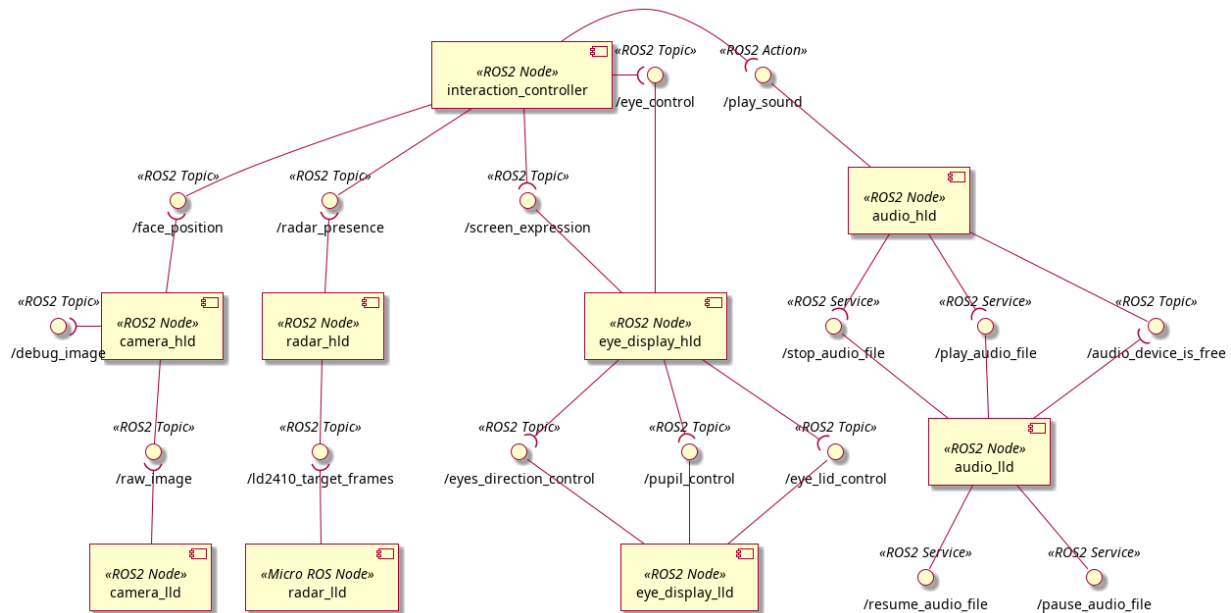 «ROS2 Node»
interaction_controller
«ROS2 Topic»
/eye_control
«ROS2 Action»
/play_sound
«ROS2 Topic»
/face_position
«ROS2 Topic»
/radar_presence
«ROS2 Topic»
/screen_expression
«ROS2 Node»
audio_hld
«ROS2 Topic»
/debug_image
«ROS2 Node»
camera_hld
«ROS2 Node»
radar_hld
«ROS2 Node»
eye_display_hld
«ROS2 Service»
/stop_audio_file
«ROS2 Service»
/play_audio_file
«ROS2 Topic»
/audio_device_is_free
«ROS2 Topic»
/raw_image
«ROS2 Topic»
/ld2410_target_frames
«ROS2 Topic»
/eyes_direction_control
«ROS2 Topic»
/pupil_control
«ROS2 Topic»
/eye_lid_control
«ROS2 Node»
audio_lld
«ROS2 Node»
camera_lld
«Micro ROS Node»
radar_lld
«ROS2 Node»
eye_display_lld
«ROS2 Service»
/resume_audio_file
«ROS2 Service»
/pause_audio_file